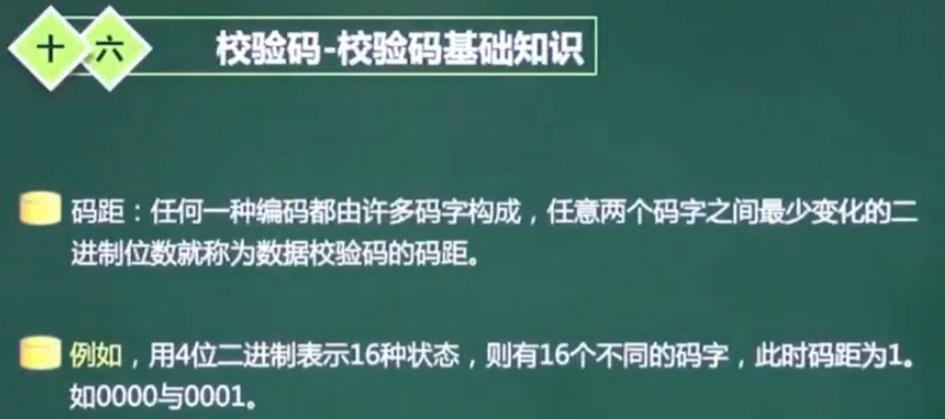 十六 校验码-校验码基础知识
码距：任何一种编码都由许多码字构成，任意两个码字之间最少变化的二
进制位数就称为数据校验码的码距。
例如，用4位二进制表示16种状态，则有16个不同的码字，此时码距为1。
如0000与0001。